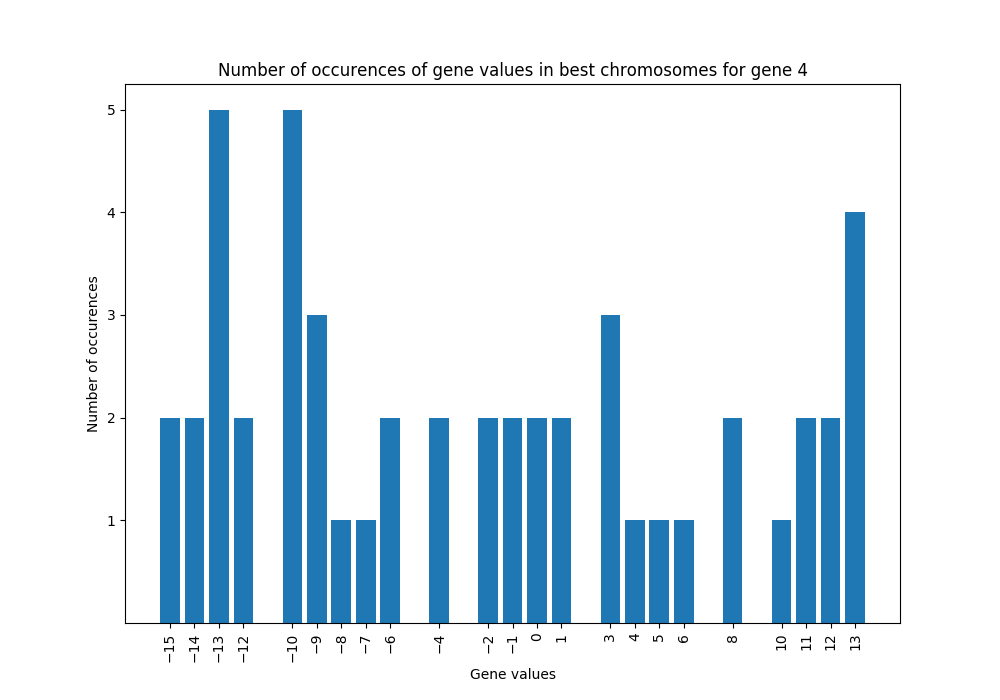 Number of occurences of gene values in best chromosomes for gene 4
Number of occurences
5
4
3
2
1
−15 −14 −13 −12 −10 −9 −8 −7 −6 −4 −2 −1 0 1 3 4 5 6 8 10 11 12 13
Gene values